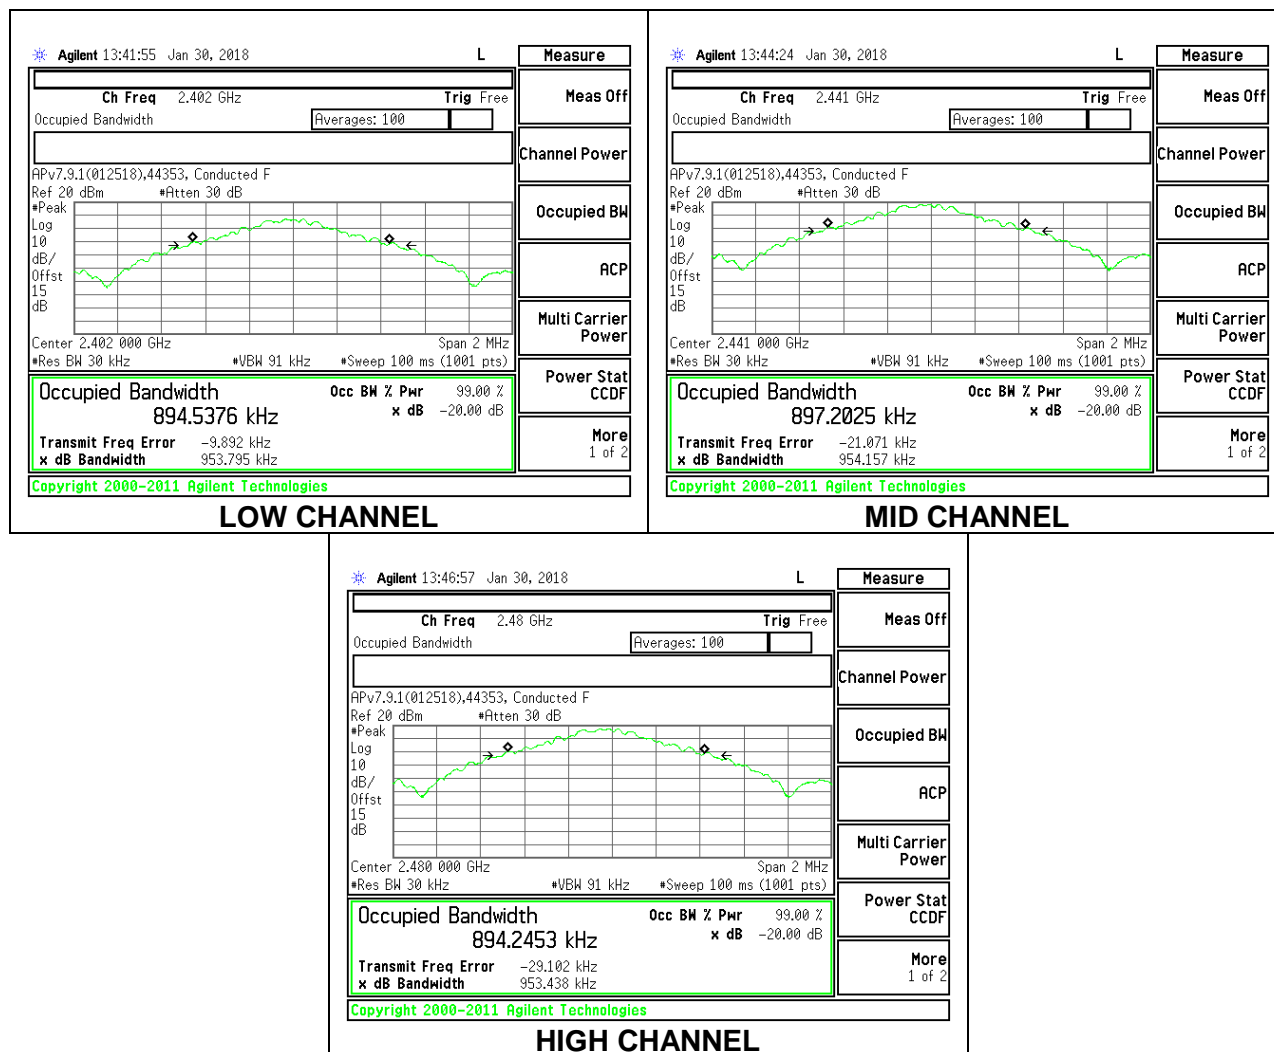 Agilent 13:41:55 Jan 30, 2018 L
Measure
Ch Freq 2.402 GHz Trig Free
Occupied Bandwidth Averages: 100
APv7.9.1(012518),44353, Conducted F
Ref 20 dBm #Atten 30 dB
#Peak
Log
10
dB/
Offst
15
dB
Center 2.402 000 GHz Span 2 MHz
#Res BW 30 kHz #VBW 91 kHz #Sweep 100 ms (1001 pts)
Occupied Bandwidth Occ BW % Pwr 99.00 %
894.5376 kHz x dB -20.00 dB
Transmit Freq Error -9.892 kHz
x dB Bandwidth 953.795 kHz
Copyright 2000-2011 Agilent Technologies
Meas Off
Channel Power
Occupied BW
ACP
Multi Carrier
Power
Power Stat
CCDF
More
1 of 2
LOW CHANNEL
Agilent 13:44:24 Jan 30, 2018 L
Measure
Ch Freq 2.441 GHz Trig Free
Occupied Bandwidth Averages: 100
APv7.9.1(012518),44353, Conducted F
Ref 20 dBm #Atten 30 dB
#Peak
Log
10
dB/
Offst
15
dB
Center 2.441 000 GHz Span 2 MHz
#Res BW 30 kHz #VBW 91 kHz #Sweep 100 ms (1001 pts)
Occupied Bandwidth Occ BW % Pwr 99.00 %
897.2025 kHz x dB -20.00 dB
Transmit Freq Error -21.071 kHz
x dB Bandwidth 954.157 kHz
Copyright 2000-2011 Agilent Technologies
Meas Off
Channel Power
Occupied BW
ACP
Multi Carrier
Power
Power Stat
CCDF
More
1 of 2
MID CHANNEL
Agilent 13:46:57 Jan 30, 2018 L
Measure
Ch Freq 2.48 GHz Trig Free
Occupied Bandwidth Averages: 100
APv7.9.1(012518),44353, Conducted F
Ref 20 dBm #Atten 30 dB
#Peak
Log
10
dB/
Offst
15
dB
Center 2.480 000 GHz Span 2 MHz
#Res BW 30 kHz #VBW 91 kHz #Sweep 100 ms (1001 pts)
Occupied Bandwidth Occ BW % Pwr 99.00 %
894.2453 kHz x dB -20.00 dB
Transmit Freq Error -29.102 kHz
x dB Bandwidth 953.438 kHz
Copyright 2000-2011 Agilent Technologies
Meas Off
Channel Power
Occupied BW
ACP
Multi Carrier
Power
Power Stat
CCDF
More
1 of 2
HIGH CHANNEL